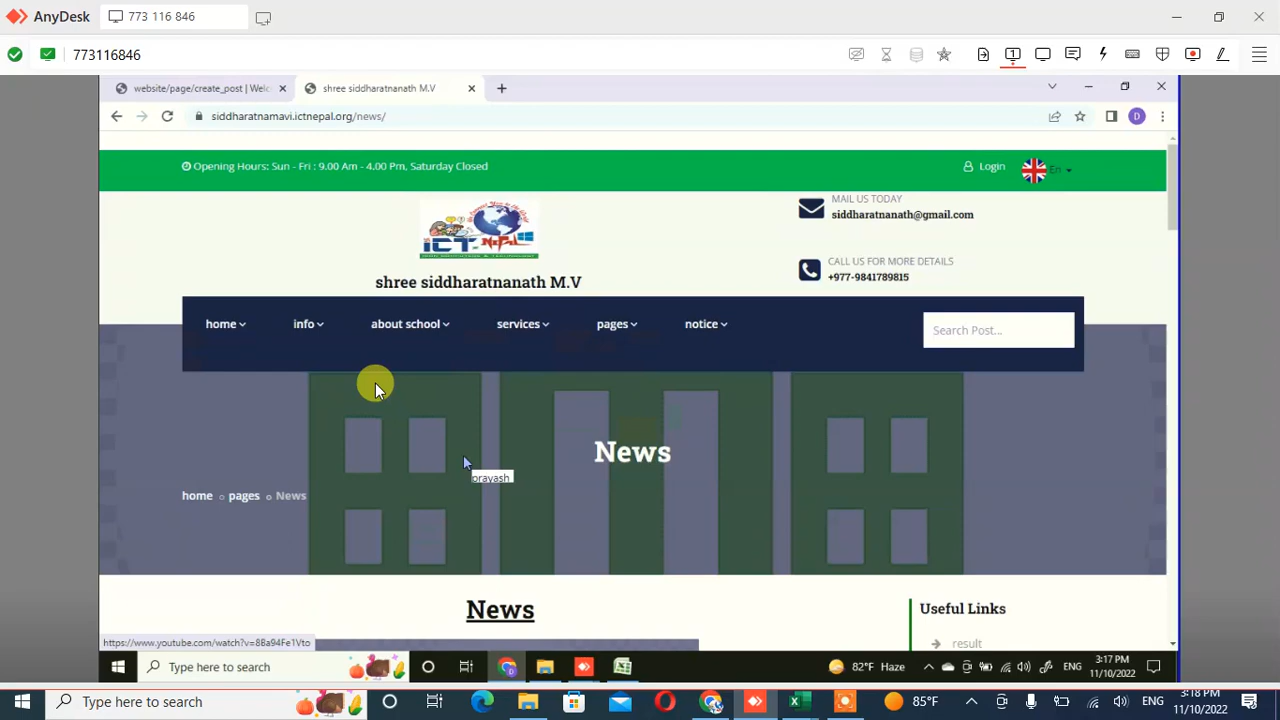 AnyDesk
773 116 846
773116846
website/page/create_post | Welc
shree siddharatnanath M.V
siddharatnamavi.ictnepal.org/news/
Opening Hours: Sun - Fri : 9.00 Am - 4.00 Pm, Saturday Closed
Login
En
MAIL US TODAY
siddharatnanath@gmail.com
iCT NePal
CALL US FOR MORE DETAILS
+977-9841789815
shree siddharatnanath M.V
home
info
about school
services
pages
notice
Search Post...
News
prayash
home
pages
News
News
Useful Links
result
https://www.youtube.com/watch?v=8Ba94Fe1Vto
Type here to search
82°F Haze
ENG
3:17 PM
11/10/2022
Type here to search
85°F
ENG
3:18 PM
11/10/2022